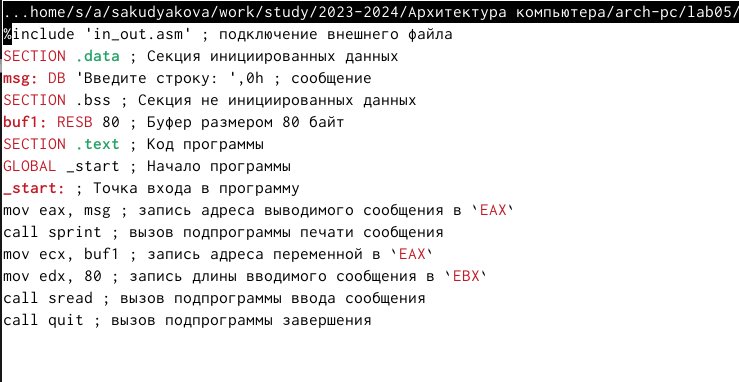 ...home/s/a/sakudyakova/work/study/2023-2024/Архитектура компьютера/arch-pc/lab05/
%include 'in_out.asm' ; подключение внешнего файла
SECTION .data ; Секция инициированных данных
msg: DB 'Введите строку: ',0h ; сообщение
SECTION .bss ; Секция не инициированных данных
buf1: RESB 80 ; Буфер размером 80 байт
SECTION .text ; Код программы
GLOBAL _start ; Начало программы
_start: ; Точка входа в программу
mov eax, msg ; запись адреса выводимого сообщения в `EAX`
call sprint ; вызов подпрограммы печати сообщения
mov ecx, buf1 ; запись адреса переменной в `EAX`
mov edx, 80 ; запись длины вводимого сообщения в `EBX`
call sread ; вызов подпрограммы ввода сообщения
call quit ; вызов подпрограммы завершения